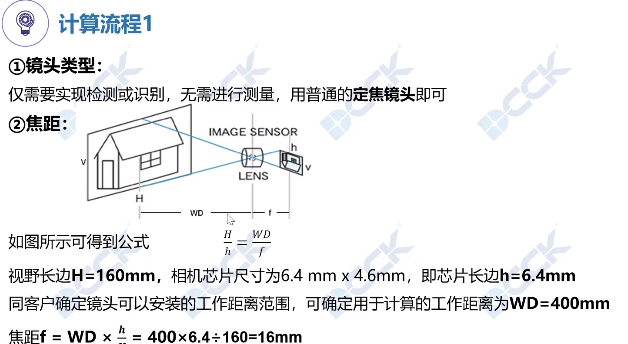 计算流程1
①镜头类型：
仅需要实现检测或识别，无需进行测量，用普通的定焦镜头即可
②焦距：
IMAGE SENSOR
h
V
v
LENS
H
WD
f
如图所示可得到公式 H/h = WD/f
视野长边H=160mm，相机芯片尺寸为6.4 mm x 4.6mm，即芯片长边h=6.4mm
同客户确定镜头可以安装的工作距离范围，可确定用于计算的工作距离为WD=400mm
焦距f = WD × h/H = 400×6.4÷160=16mm
DCCK
DCCK
DCCK
DCCK
DCCK
DCCK